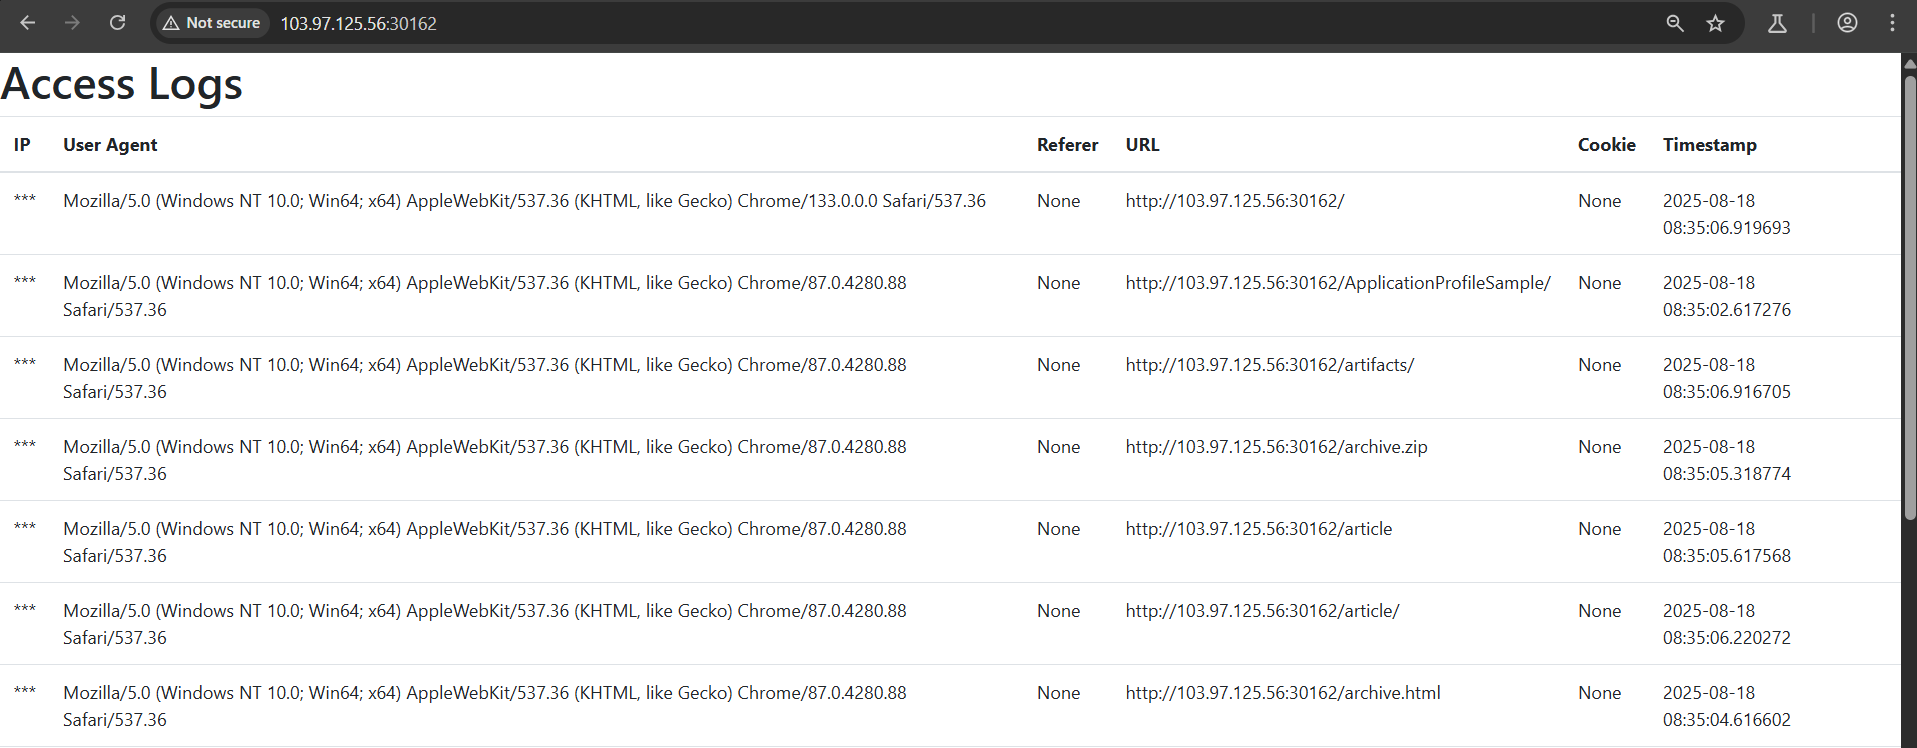 Not secure 103.97.125.56:30162
Access Logs
IP User Agent Referer URL Cookie Timestamp
*** Mozilla/5.0 (Windows NT 10.0; Win64; x64) AppleWebKit/537.36 (KHTML, like Gecko) Chrome/133.0.0.0 Safari/537.36 None http://103.97.125.56:30162/ None 2025-08-18
08:35:06.919693
*** Mozilla/5.0 (Windows NT 10.0; Win64; x64) AppleWebKit/537.36 (KHTML, like Gecko) Chrome/87.0.4280.88 None http://103.97.125.56:30162/ApplicationProfileSample/ None 2025-08-18
Safari/537.36 08:35:02.617276
*** Mozilla/5.0 (Windows NT 10.0; Win64; x64) AppleWebKit/537.36 (KHTML, like Gecko) Chrome/87.0.4280.88 None http://103.97.125.56:30162/artifacts/ None 2025-08-18
Safari/537.36 08:35:06.916705
*** Mozilla/5.0 (Windows NT 10.0; Win64; x64) AppleWebKit/537.36 (KHTML, like Gecko) Chrome/87.0.4280.88 None http://103.97.125.56:30162/archive.zip None 2025-08-18
Safari/537.36 08:35:05.318774
*** Mozilla/5.0 (Windows NT 10.0; Win64; x64) AppleWebKit/537.36 (KHTML, like Gecko) Chrome/87.0.4280.88 None http://103.97.125.56:30162/article None 2025-08-18
Safari/537.36 08:35:05.617568
*** Mozilla/5.0 (Windows NT 10.0; Win64; x64) AppleWebKit/537.36 (KHTML, like Gecko) Chrome/87.0.4280.88 None http://103.97.125.56:30162/article/ None 2025-08-18
Safari/537.36 08:35:06.220272
*** Mozilla/5.0 (Windows NT 10.0; Win64; x64) AppleWebKit/537.36 (KHTML, like Gecko) Chrome/87.0.4280.88 None http://103.97.125.56:30162/archive.html None 2025-08-18
Safari/537.36 08:35:04.616602